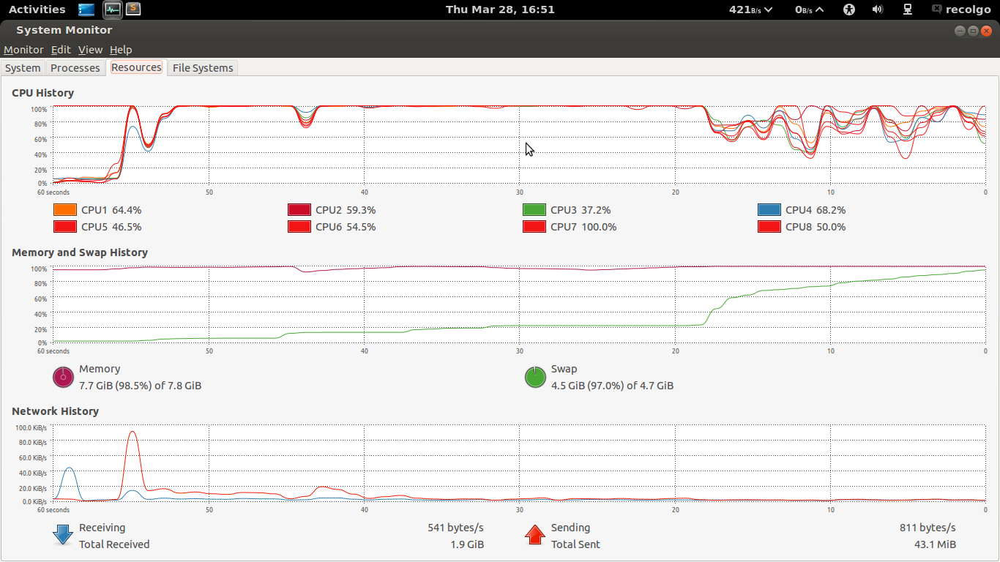 Activities Thu Mar 28, 16:51 421B/s 0B/s recolgo
System Monitor
Monitor Edit View Help
System Processes Resources File Systems
CPU History
100%
80%
60%
40%
20%
0%
60 seconds 50 40 30 20 10 0
CPU1 64.4% CPU2 59.3% CPU3 37.2% CPU4 68.2%
CPU5 46.5% CPU6 54.5% CPU7 100.0% CPU8 50.0%
Memory and Swap History
100%
80%
60%
40%
20%
0%
60 seconds 50 40 30 20 10 0
Memory Swap
7.7 GiB (98.5%) of 7.8 GiB 4.5 GiB (97.0%) of 4.7 GiB
Network History
100.0 KiB/s
80.0 KiB/s
60.0 KiB/s
40.0 KiB/s
20.0 KiB/s
0.0 KiB/s
60 seconds 50 40 30 20 10 0
Receiving 541 bytes/s Sending 811 bytes/s
Total Received 1.9 GiB Total Sent 43.1 MiB